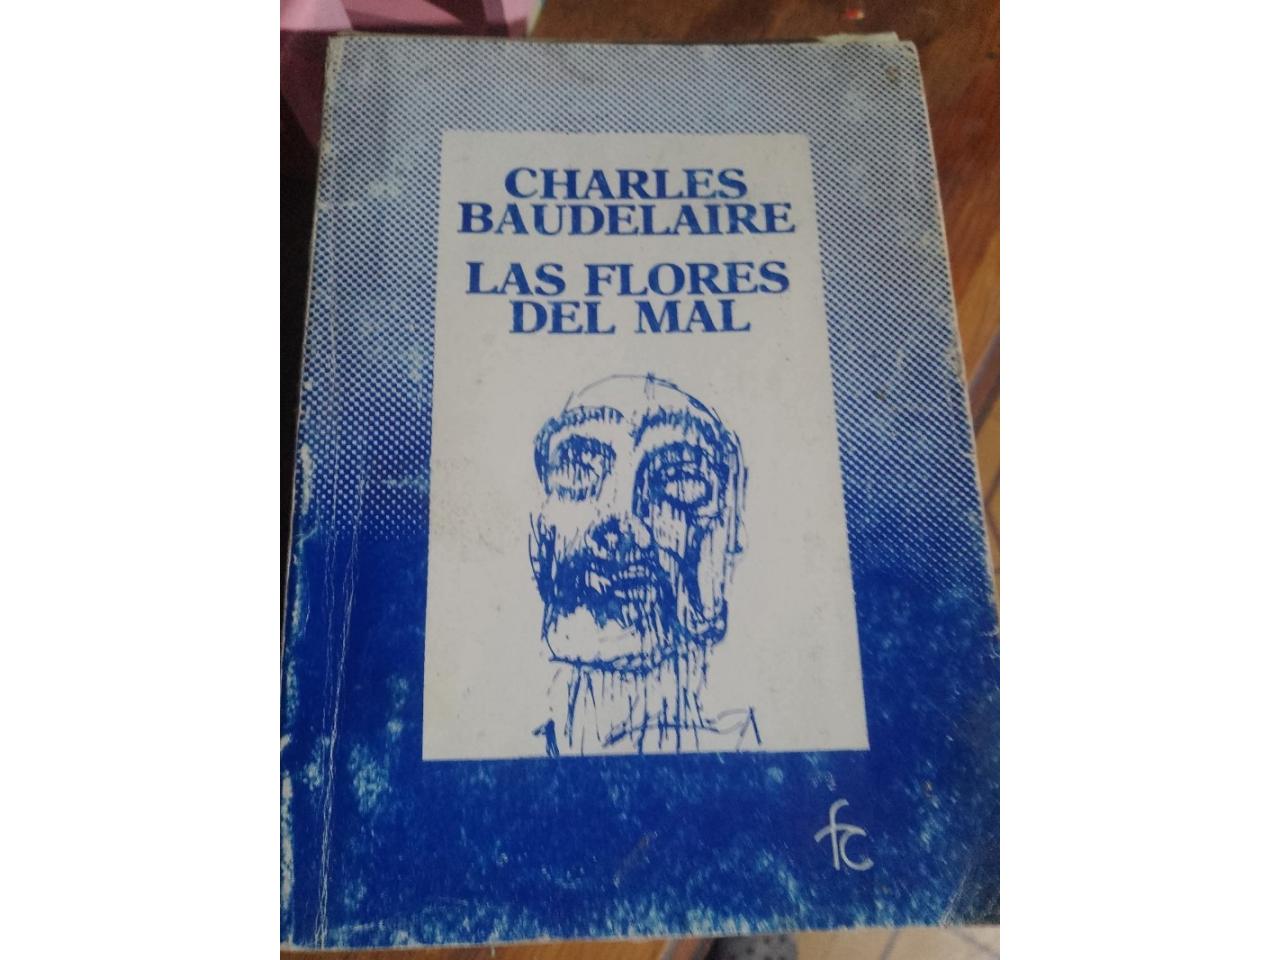 CHARLES
BAUDELAIRE
LAS FLORES
DEL MAL
fc